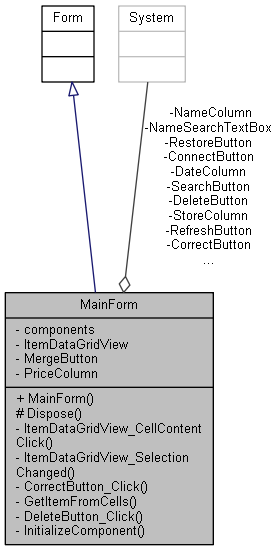 Form
System
-NameColumn
-NameSearchTextBox
-RestoreButton
-ConnectButton
-DateColumn
-SearchButton
-DeleteButton
-StoreColumn
-RefreshButton
-CorrectButton
...
MainForm
- components
- ItemDataGridView
- MergeButton
- PriceColumn
+ MainForm()
# Dispose()
- ItemDataGridView_CellContent
Click()
- ItemDataGridView_Selection
Changed()
- CorrectButton_Click()
- GetItemFromCells()
- DeleteButton_Click()
- InitializeComponent()